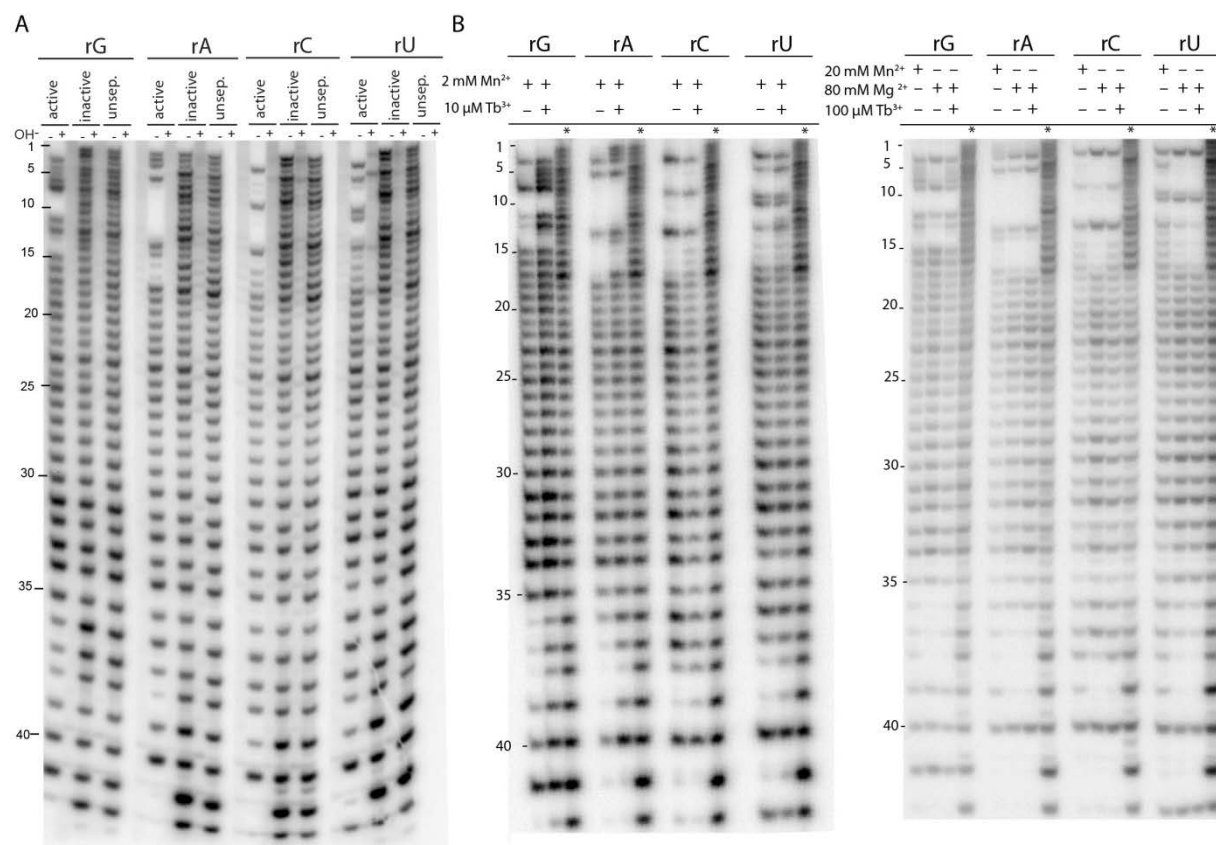 A
rG rA rC rU
active inactive unsep. active inactive unsep. active inactive unsep. active inactive unsep.
OH⁻ - + - + - + - + - + - + - + - + - + - + - + - +
1
5
10
15
20
25
30
35
40
B
rG rA rC rU
2 mM Mn²⁺ + + + + + + + +
10 µM Tb³⁺ - + - + - + - +
* * * *
1
5
10
15
20
25
30
35
40
rG rA rC rU
20 mM Mn²⁺ + - - + - - + - - + - -
80 mM Mg ²⁺ - + + - + + - + + - + +
100 µM Tb³⁺ - - + - - + - - + - - +
* * * *
1
5
10
15
20
25
30
35
40